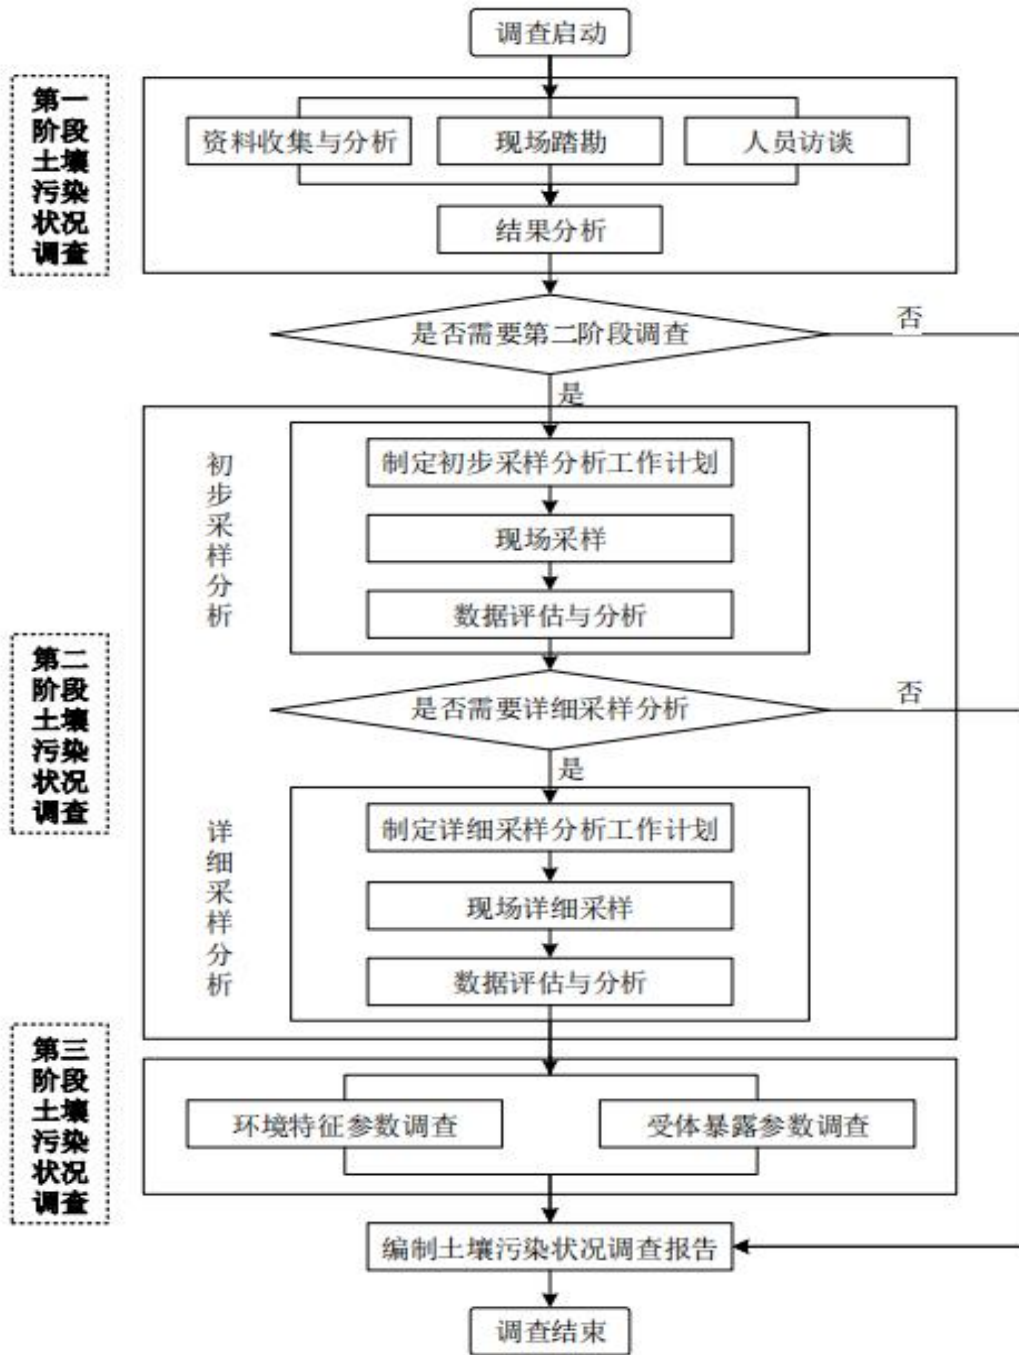 调查启动
第一
阶段
土壤
污染
状况
调查
资料收集与分析
现场踏勘
人员访谈
结果分析
是否需要第二阶段调查
否
是
初
步
采
样
分
析
制定初步采样分析工作计划
现场采样
数据评估与分析
第二
阶段
土壤
污染
状况
调查
是否需要详细采样分析
否
是
详
细
采
样
分
析
制定详细采样分析工作计划
现场详细采样
数据评估与分析
第三
阶段
土壤
污染
状况
调查
环境特征参数调查
受体暴露参数调查
编制土壤污染状况调查报告
调查结束